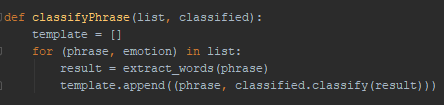 def classifyPhrase(list, classified):
    template = []
    for (phrase, emotion) in list:
        result = extract_words(phrase)
        template.append((phrase, classified.classify(result)))